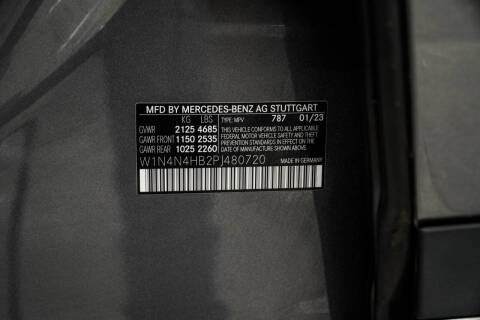 MFD BY MERCEDES-BENZ AG STUTTGART
KG LBS TYPE: MPV 787 01/23
GVWR 2125 4685 THIS VEHICLE CONFORMS TO ALL APPLICABLE
GAWR FRONT 1150 2535 FEDERAL MOTOR VEHICLE SAFETY AND THEFT
GAWR REAR 1025 2260 PREVENTION STANDARDS IN EFFECT ON THE DATE OF MANUFACTURE SHOWN ABOVE.
W1N4N4HB2PJ480720 MADE IN GERMANY